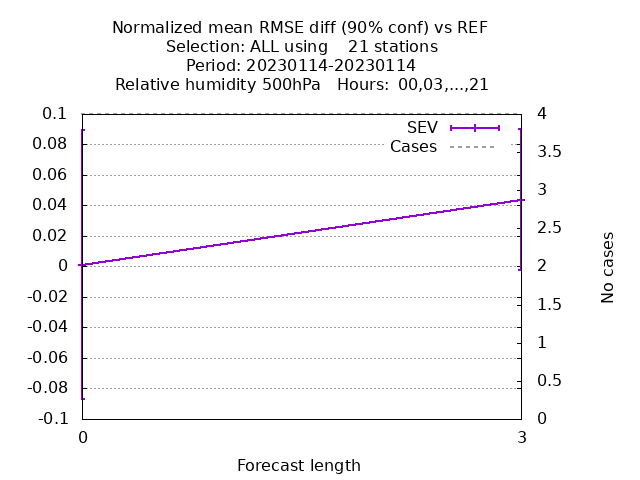 Normalized mean RMSE diff (90% conf) vs REF
Selection: ALL using    21 stations
Period: 20230114-20230114
Relative humidity 500hPa   Hours: 00,03,...,21
SEV
Cases
0.1
0.08
0.06
0.04
0.02
0
-0.02
-0.04
-0.06
-0.08
-0.1
4
3.5
3
2.5
2
1.5
1
0.5
0
No cases
0
3
Forecast length